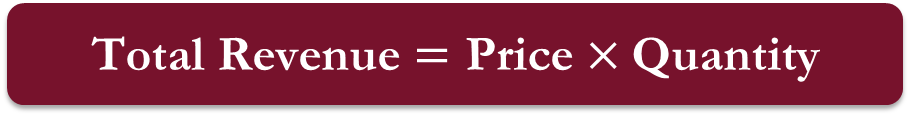 Total Revenue = Price × Quantity